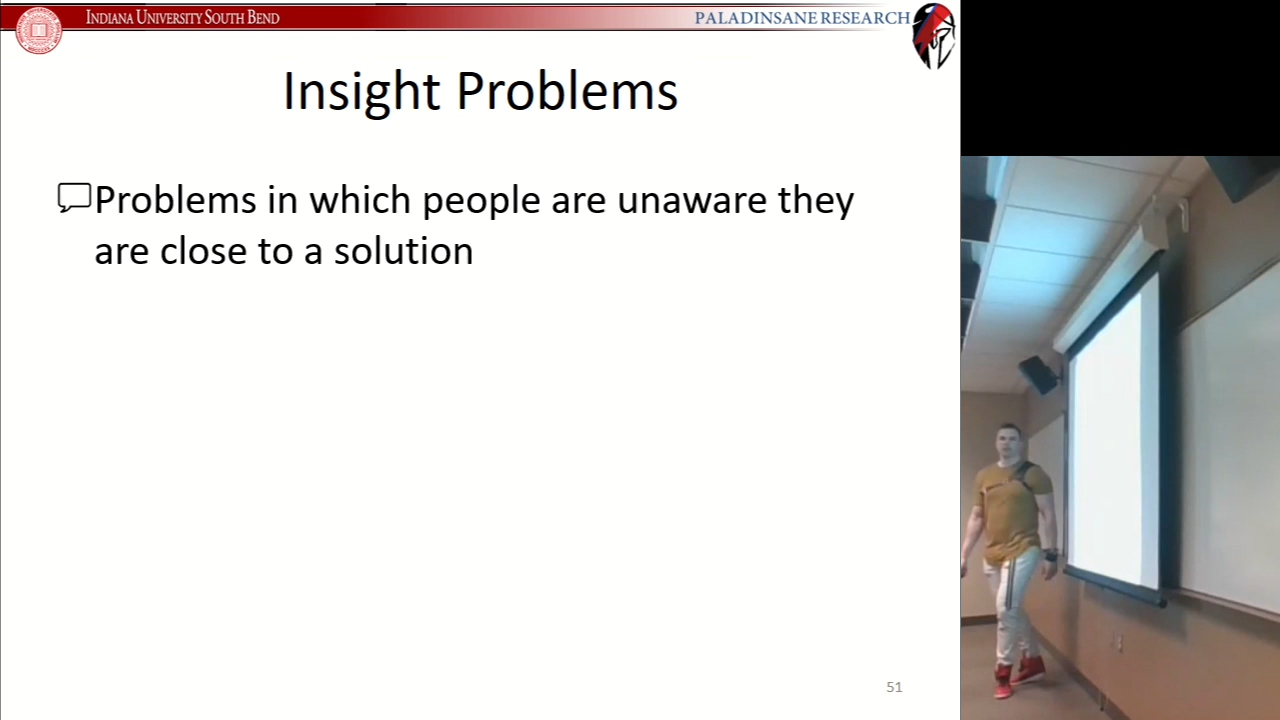 INDIANA UNIVERSITY SOUTH BEND
PALADINSANE RESEARCH
Insight Problems
Problems in which people are unaware they
are close to a solution
51